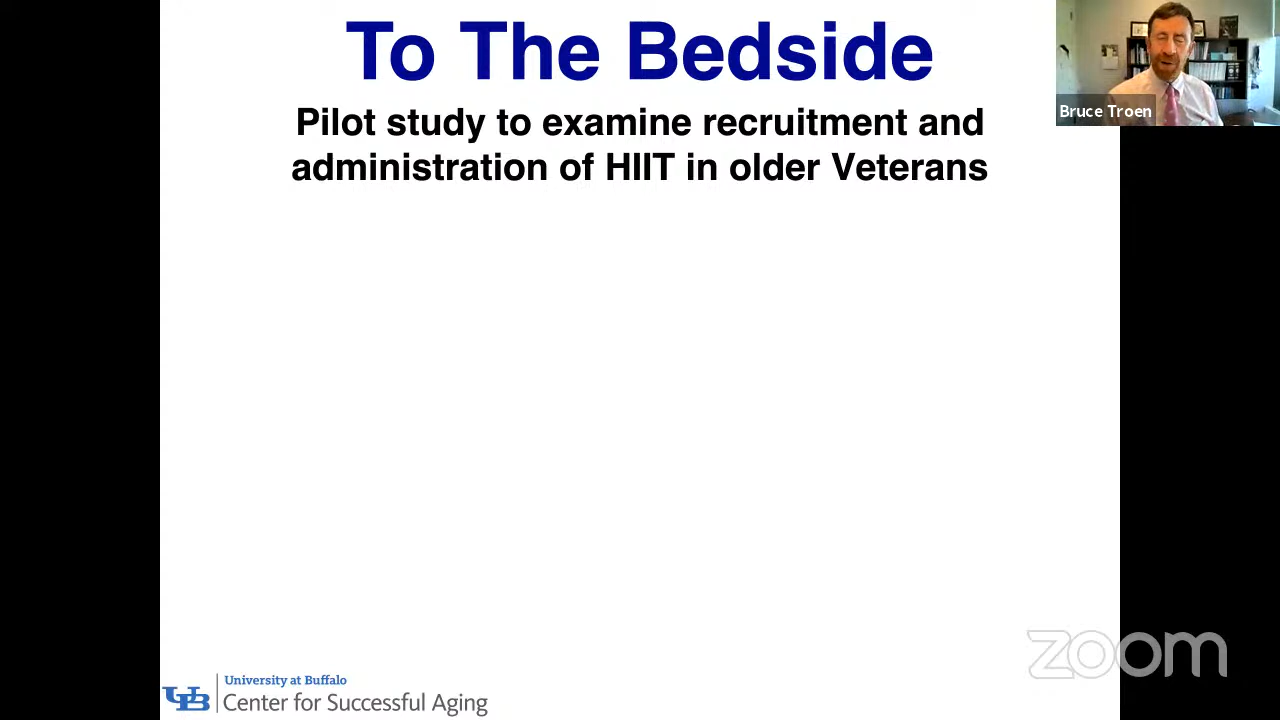 To The Bedside
Pilot study to examine recruitment and
administration of HIIT in older Veterans
Bruce Troen
zoom
UB
University at Buffalo
Center for Successful Aging